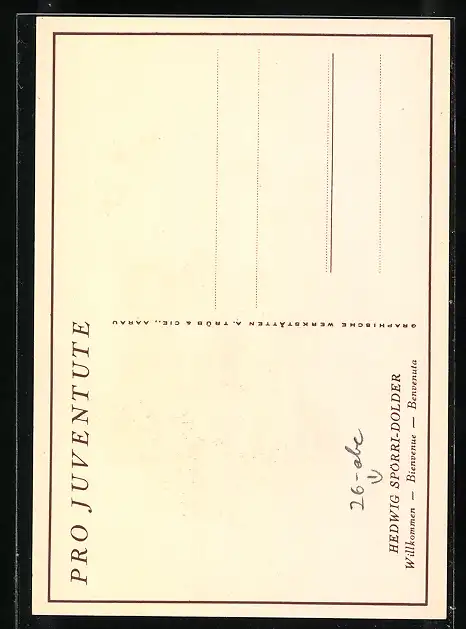 PRO JUVENTUTE
GRAPHISCHE WERKSTÄTTEN A. TRÜB & CIE., AARAU
26-abc
HEDWIG SPÖRRI-DOLDER
Willkommen — Bienvenue — Benvenuta